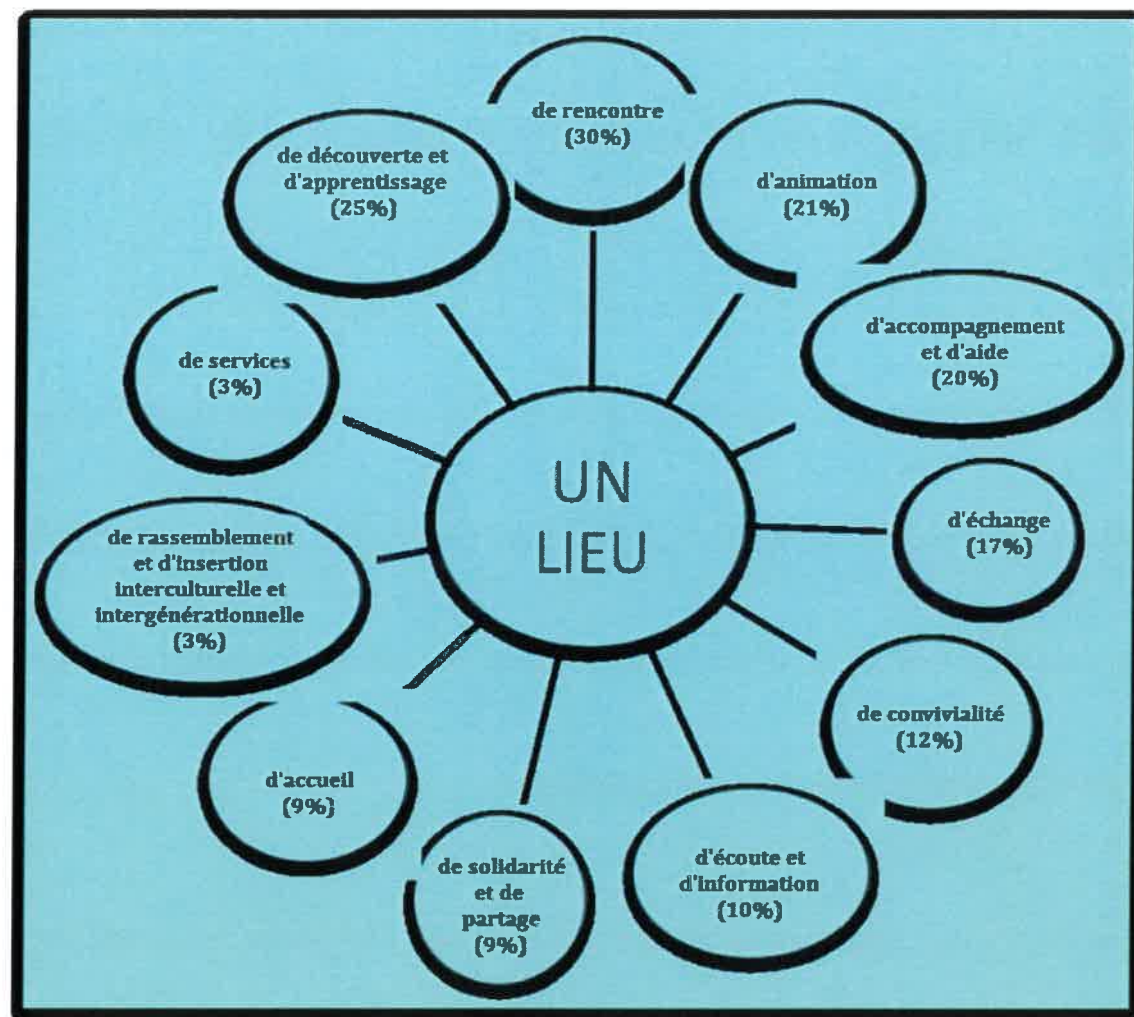 de rencontre
(30%)
d'animation
(21%)
d'accompagnement
et d'aide
(20%)
d'échange
(17%)
de convivialité
(12%)
d'écoute et
d'information
(10%)
de solidarité
et de
partage
(9%)
d'accueil
(9%)
de rassemblement
et d'insertion
interculturelle et
intergénérationnelle
(3%)
de services
(3%)
de découverte et
d'apprentissage
(25%)
UN
LIEU